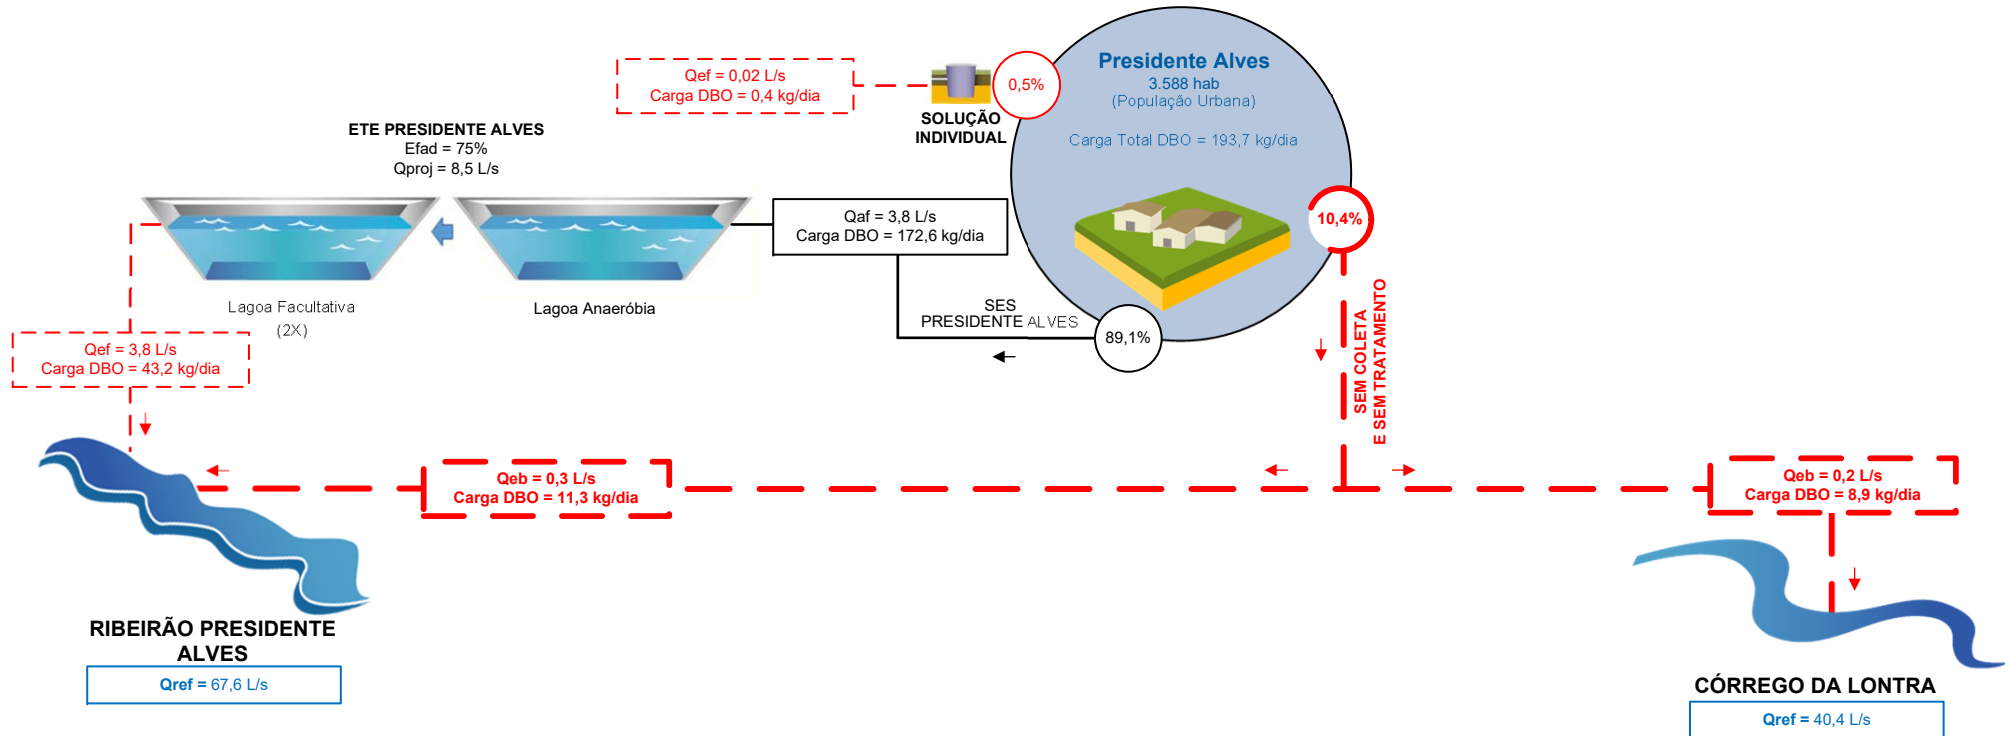 Presidente Alves
3.588 hab
(População Urbana)
Carga Total DBO = 193,7 kg/dia
0,5%
Qef = 0,02 L/s
Carga DBO = 0,4 kg/dia
SOLUÇÃO
INDIVIDUAL
ETE PRESIDENTE ALVES
Efad = 75%
Qproj = 8,5 L/s
Qaf = 3,8 L/s
Carga DBO = 172,6 kg/dia
10,4%
Lagoa Facultativa
(2X)
Lagoa Anaeróbia
SES
PRESIDENTE ALVES
89,1%
SEM COLETA
E SEM TRATAMENTO
Qef = 3,8 L/s
Carga DBO = 43,2 kg/dia
Qeb = 0,3 L/s
Carga DBO = 11,3 kg/dia
Qeb = 0,2 L/s
Carga DBO = 8,9 kg/dia
RIBEIRÃO PRESIDENTE
ALVES
Qref = 67,6 L/s
CÓRREGO DA LONTRA
Qref = 40,4 L/s